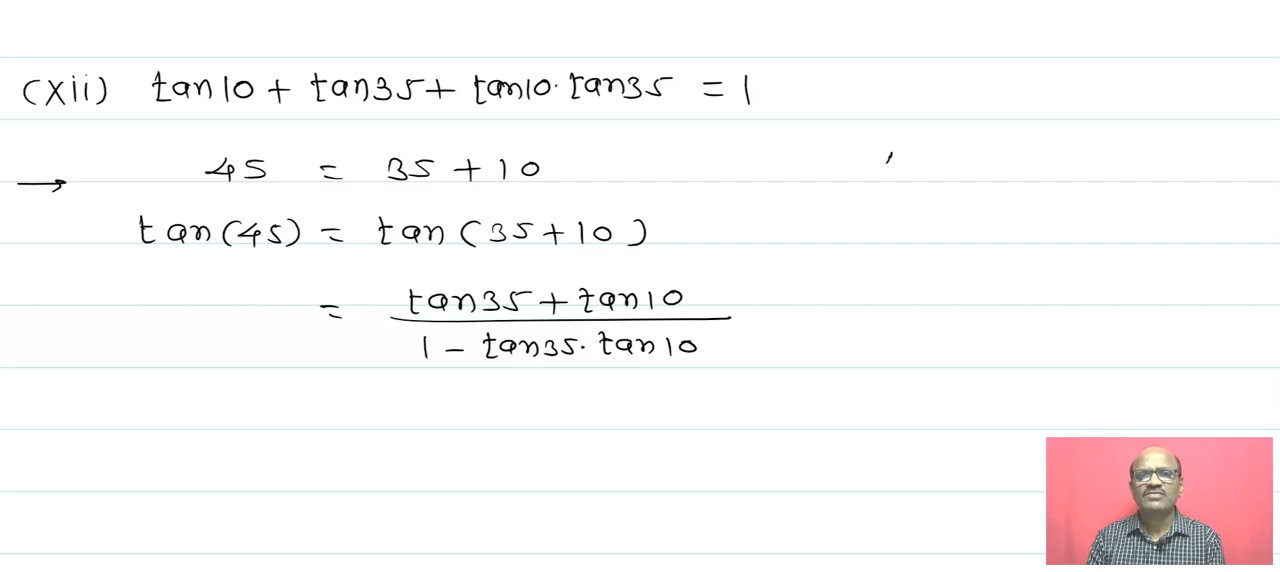 (xii) tan10 + tan35 + tan10. tan35 = 1
→ 45 = 35 + 10
tan(45) = tan(35+10)
= tan35 + tan10
1 - tan35. tan10